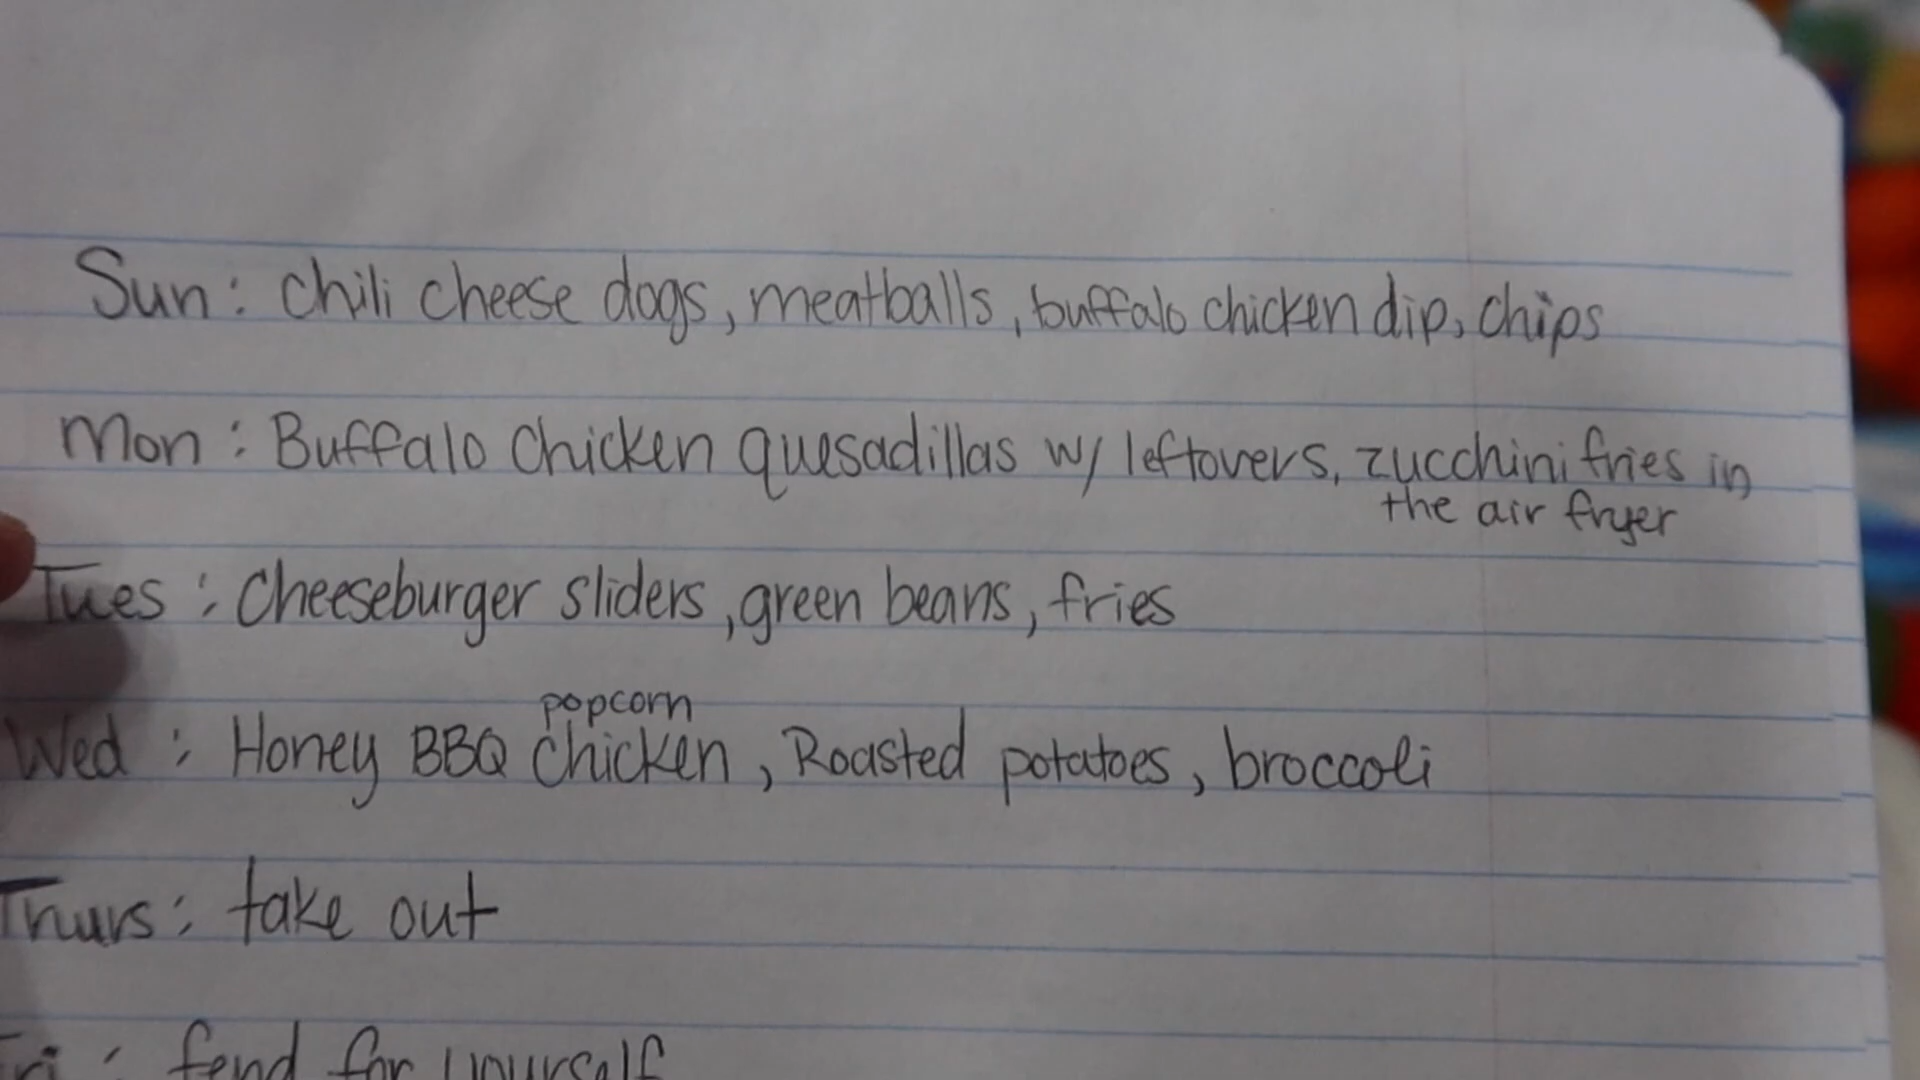 Sun: chili cheese dogs, meatballs, buffalo chicken dip, chips
Mon: Buffalo Chicken quesadillas w/ leftovers, zucchini fries in
the air fryer
Tues: Cheeseburger sliders, green beans, fries
popcorn
Wed: Honey BBQ Chicken, Roasted potatoes, broccoli
Thurs: take out
Fri: fend for yourself